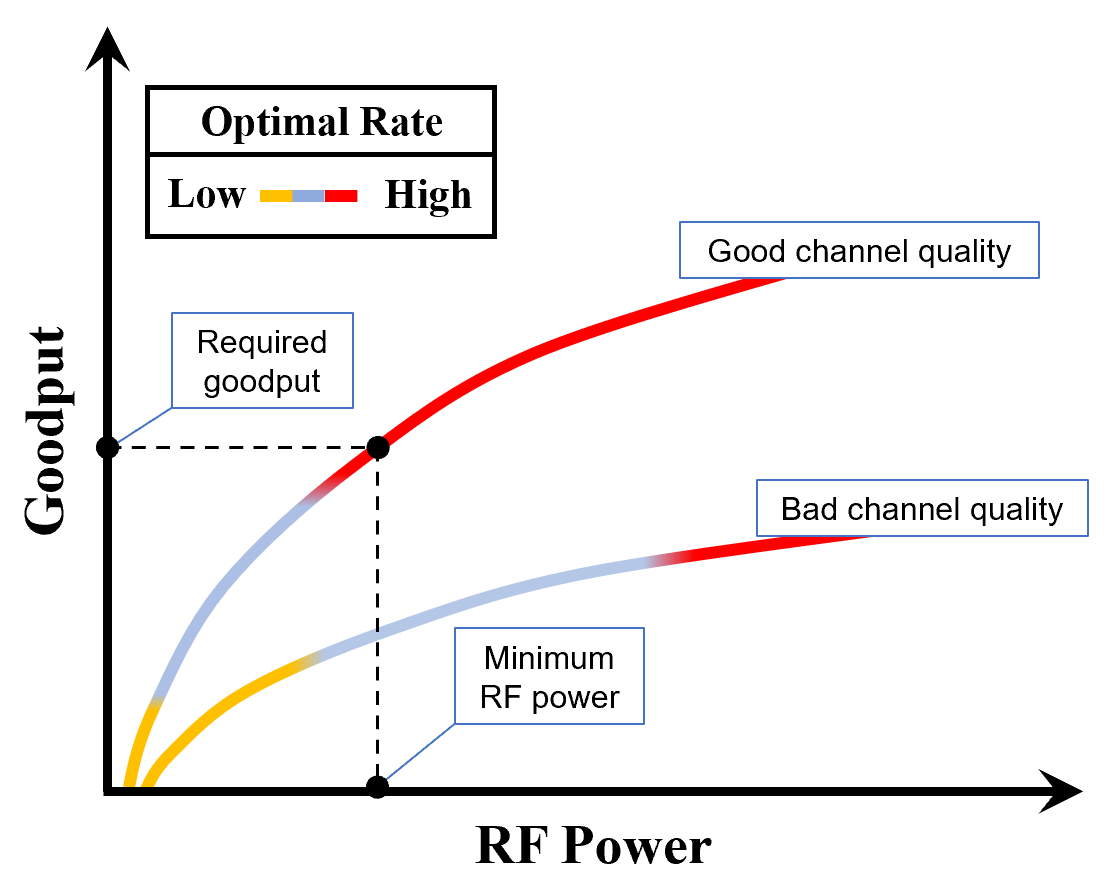 Optimal Rate
Low High
Good channel quality
Required
goodput
Goodput
Bad channel quality
Minimum
RF power
RF Power